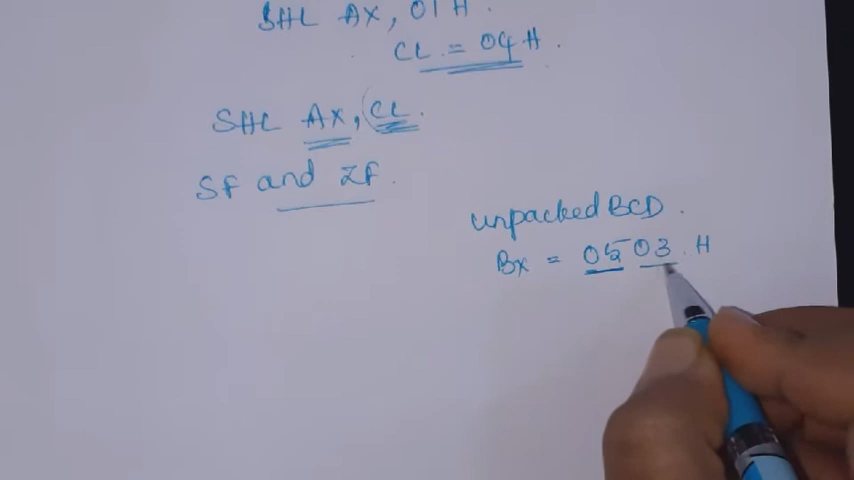 SHL AX, 01 H.
CL = 04 H.
SHL AX, CL.
SF and ZF.
unpacked BCD.
BX = 0503.H